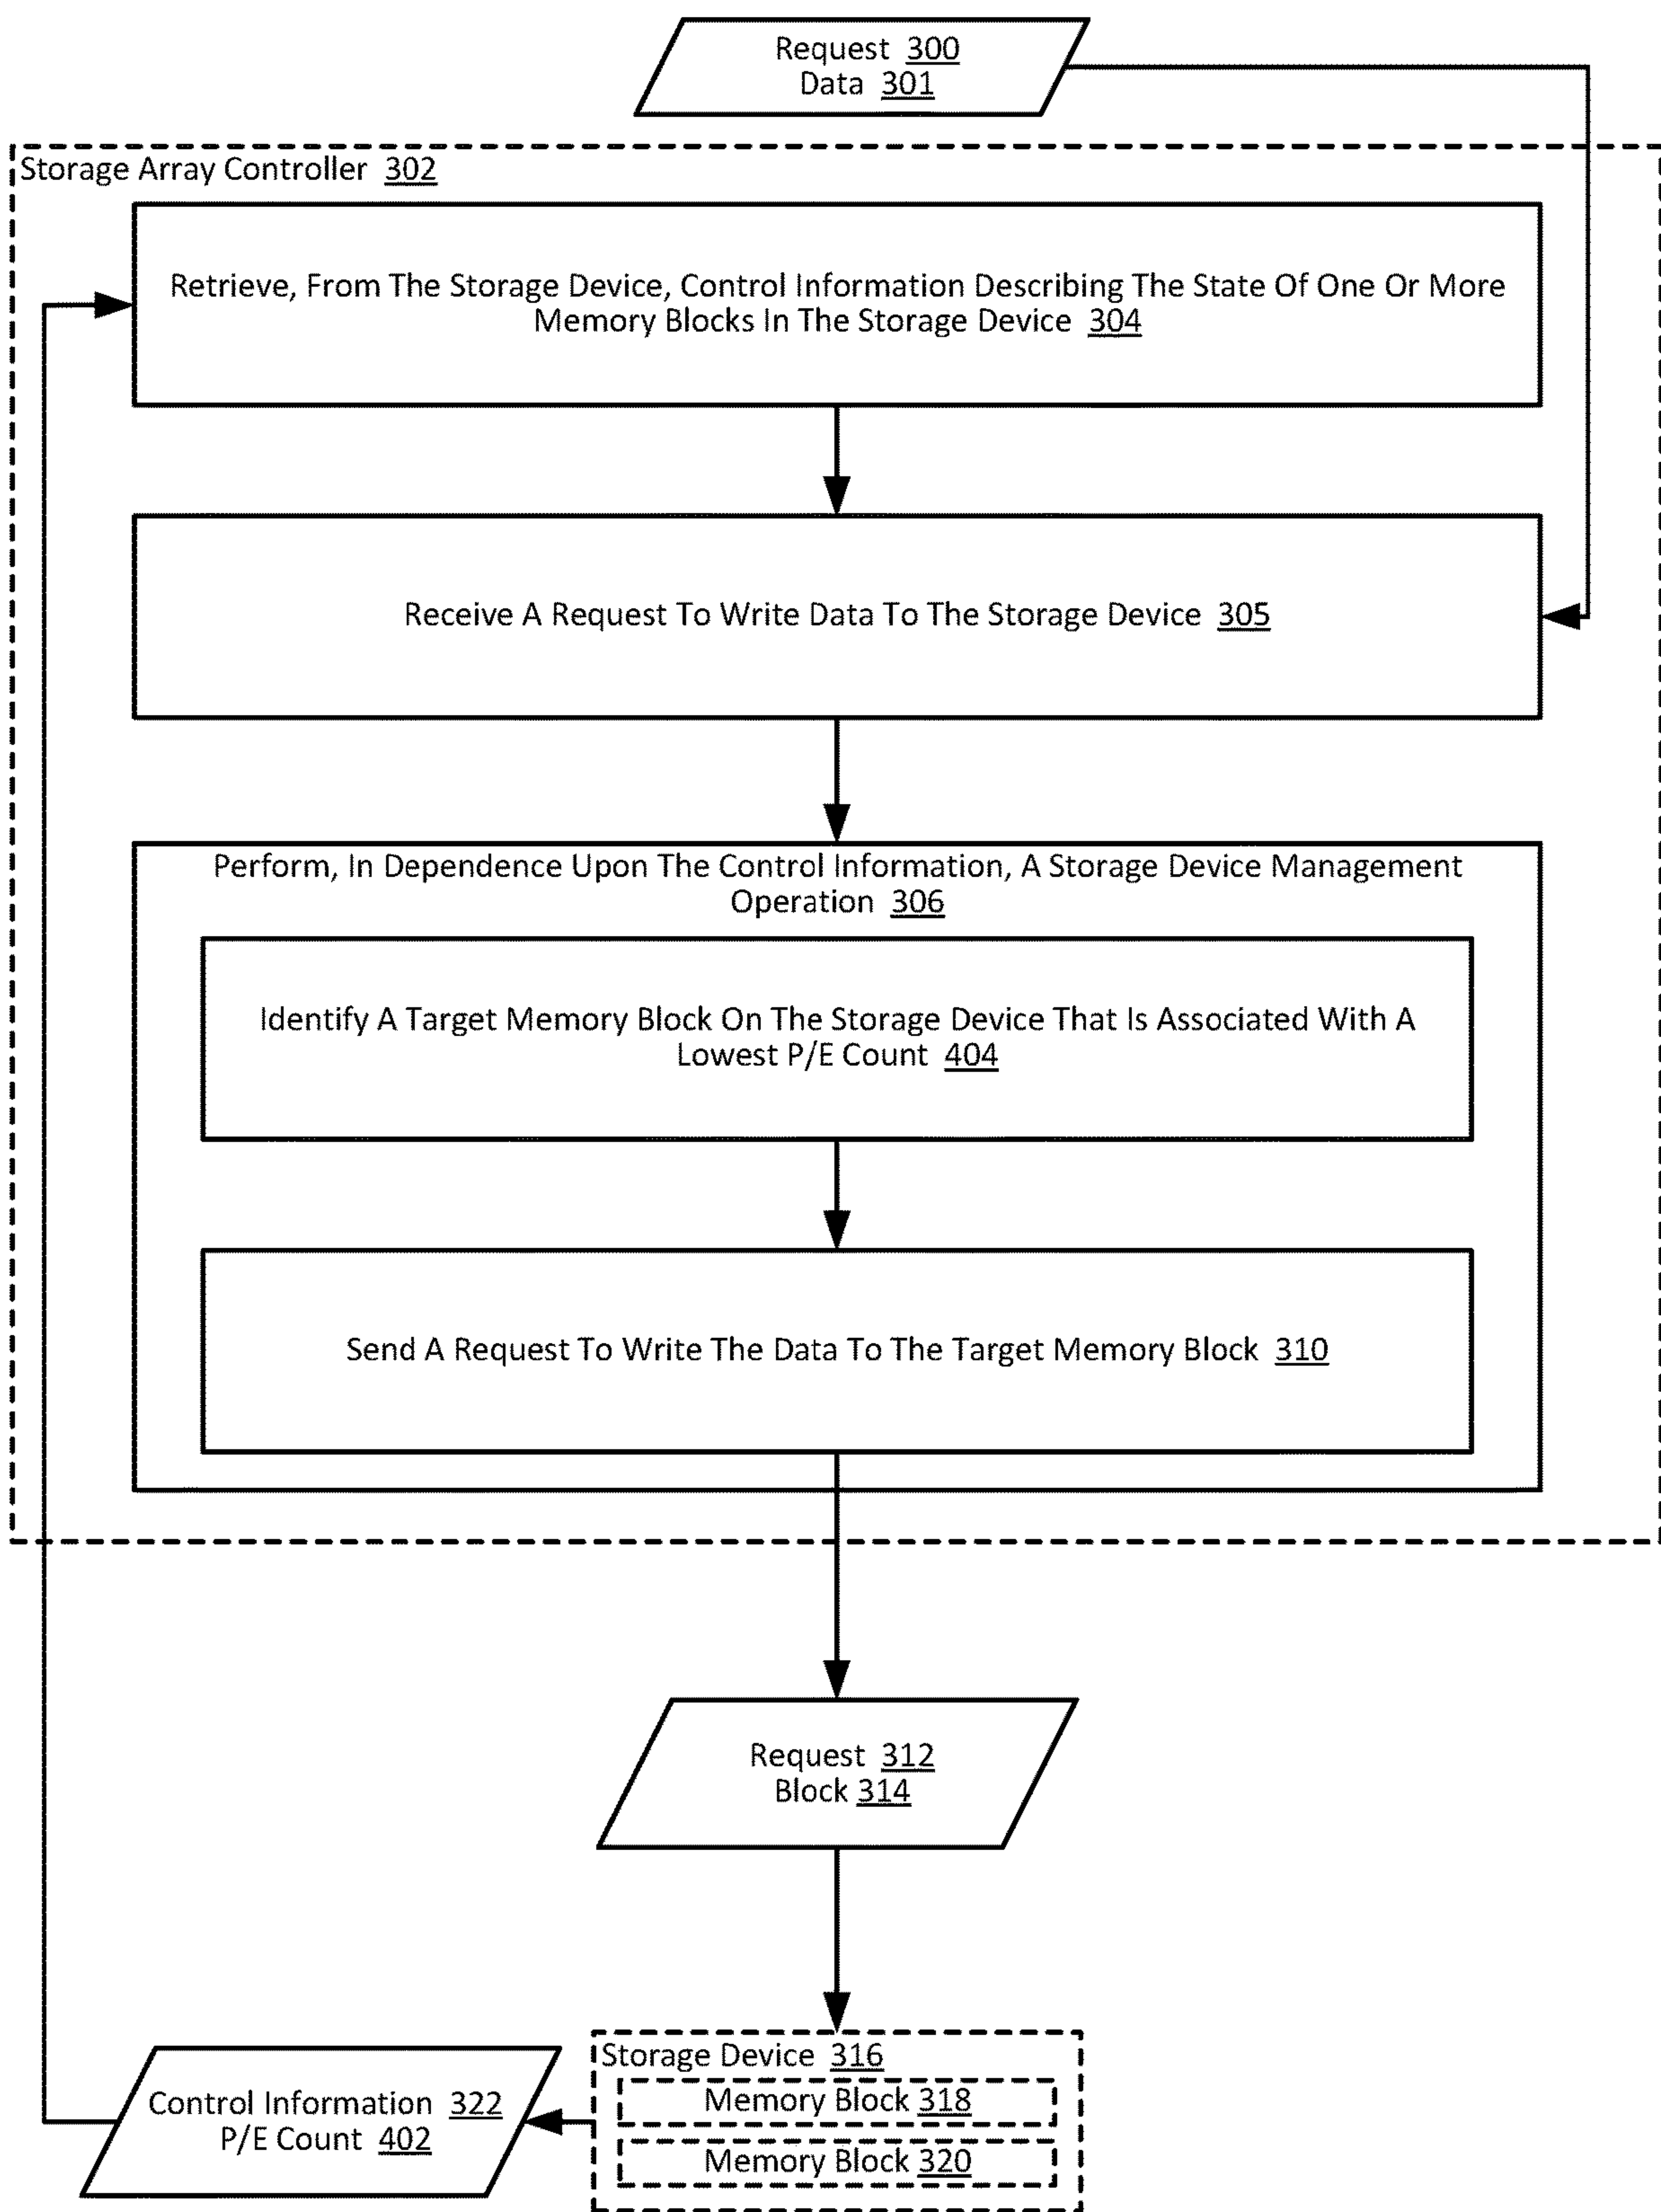 Request 300
Data 301
Storage Array Controller 302
Retrieve, From The Storage Device, Control Information Describing The State Of One Or More
Memory Blocks In The Storage Device 304
Receive A Request To Write Data To The Storage Device 305
Perform, In Dependence Upon The Control Information, A Storage Device Management
Operation 306
Identify A Target Memory Block On The Storage Device That Is Associated With A
Lowest P/E Count 404
Send A Request To Write The Data To The Target Memory Block 310
Request 312
Block 314
Storage Device 316
Memory Block 318
Memory Block 320
Control Information 322
P/E Count 402